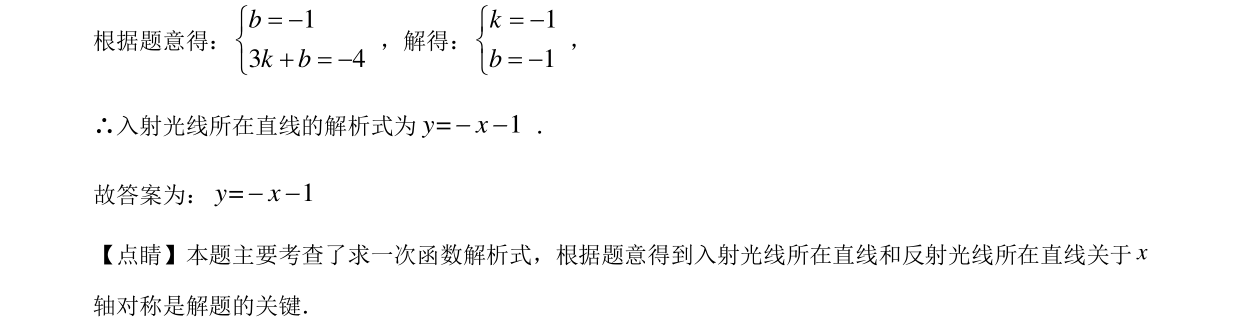 根据题意得：{b=−1 3k+b=−4 ，解得：{k=−1 b=−1 ，
∴入射光线所在直线的解析式为 y=−x−1 .
故答案为： y=−x−1
【点睛】本题主要考查了求一次函数解析式，根据题意得到入射光线所在直线和反射光线所在直线关于 x
轴对称是解题的关键.